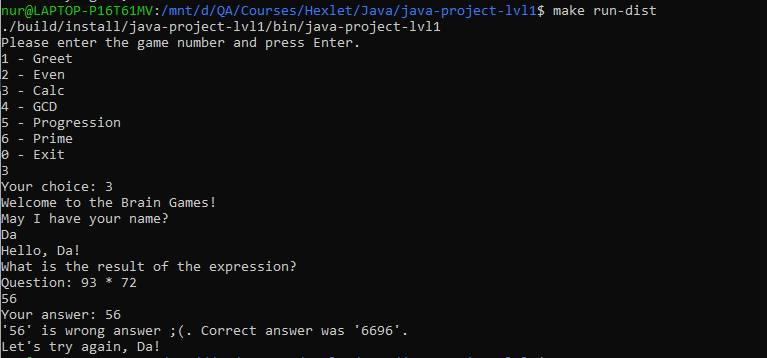 nur@LAPTOP-P16T61MV:/mnt/d/QA/Courses/Hexlet/Java/java-project-lvl1$ make run-dist
./build/install/java-project-lvl1/bin/java-project-lvl1
Please enter the game number and press Enter.
1 - Greet
2 - Even
3 - Calc
4 - GCD
5 - Progression
6 - Prime
0 - Exit
3
Your choice: 3
Welcome to the Brain Games!
May I have your name?
Da
Hello, Da!
What is the result of the expression?
Question: 93 * 72
56
Your answer: 56
'56' is wrong answer ;(. Correct answer was '6696'.
Let's try again, Da!